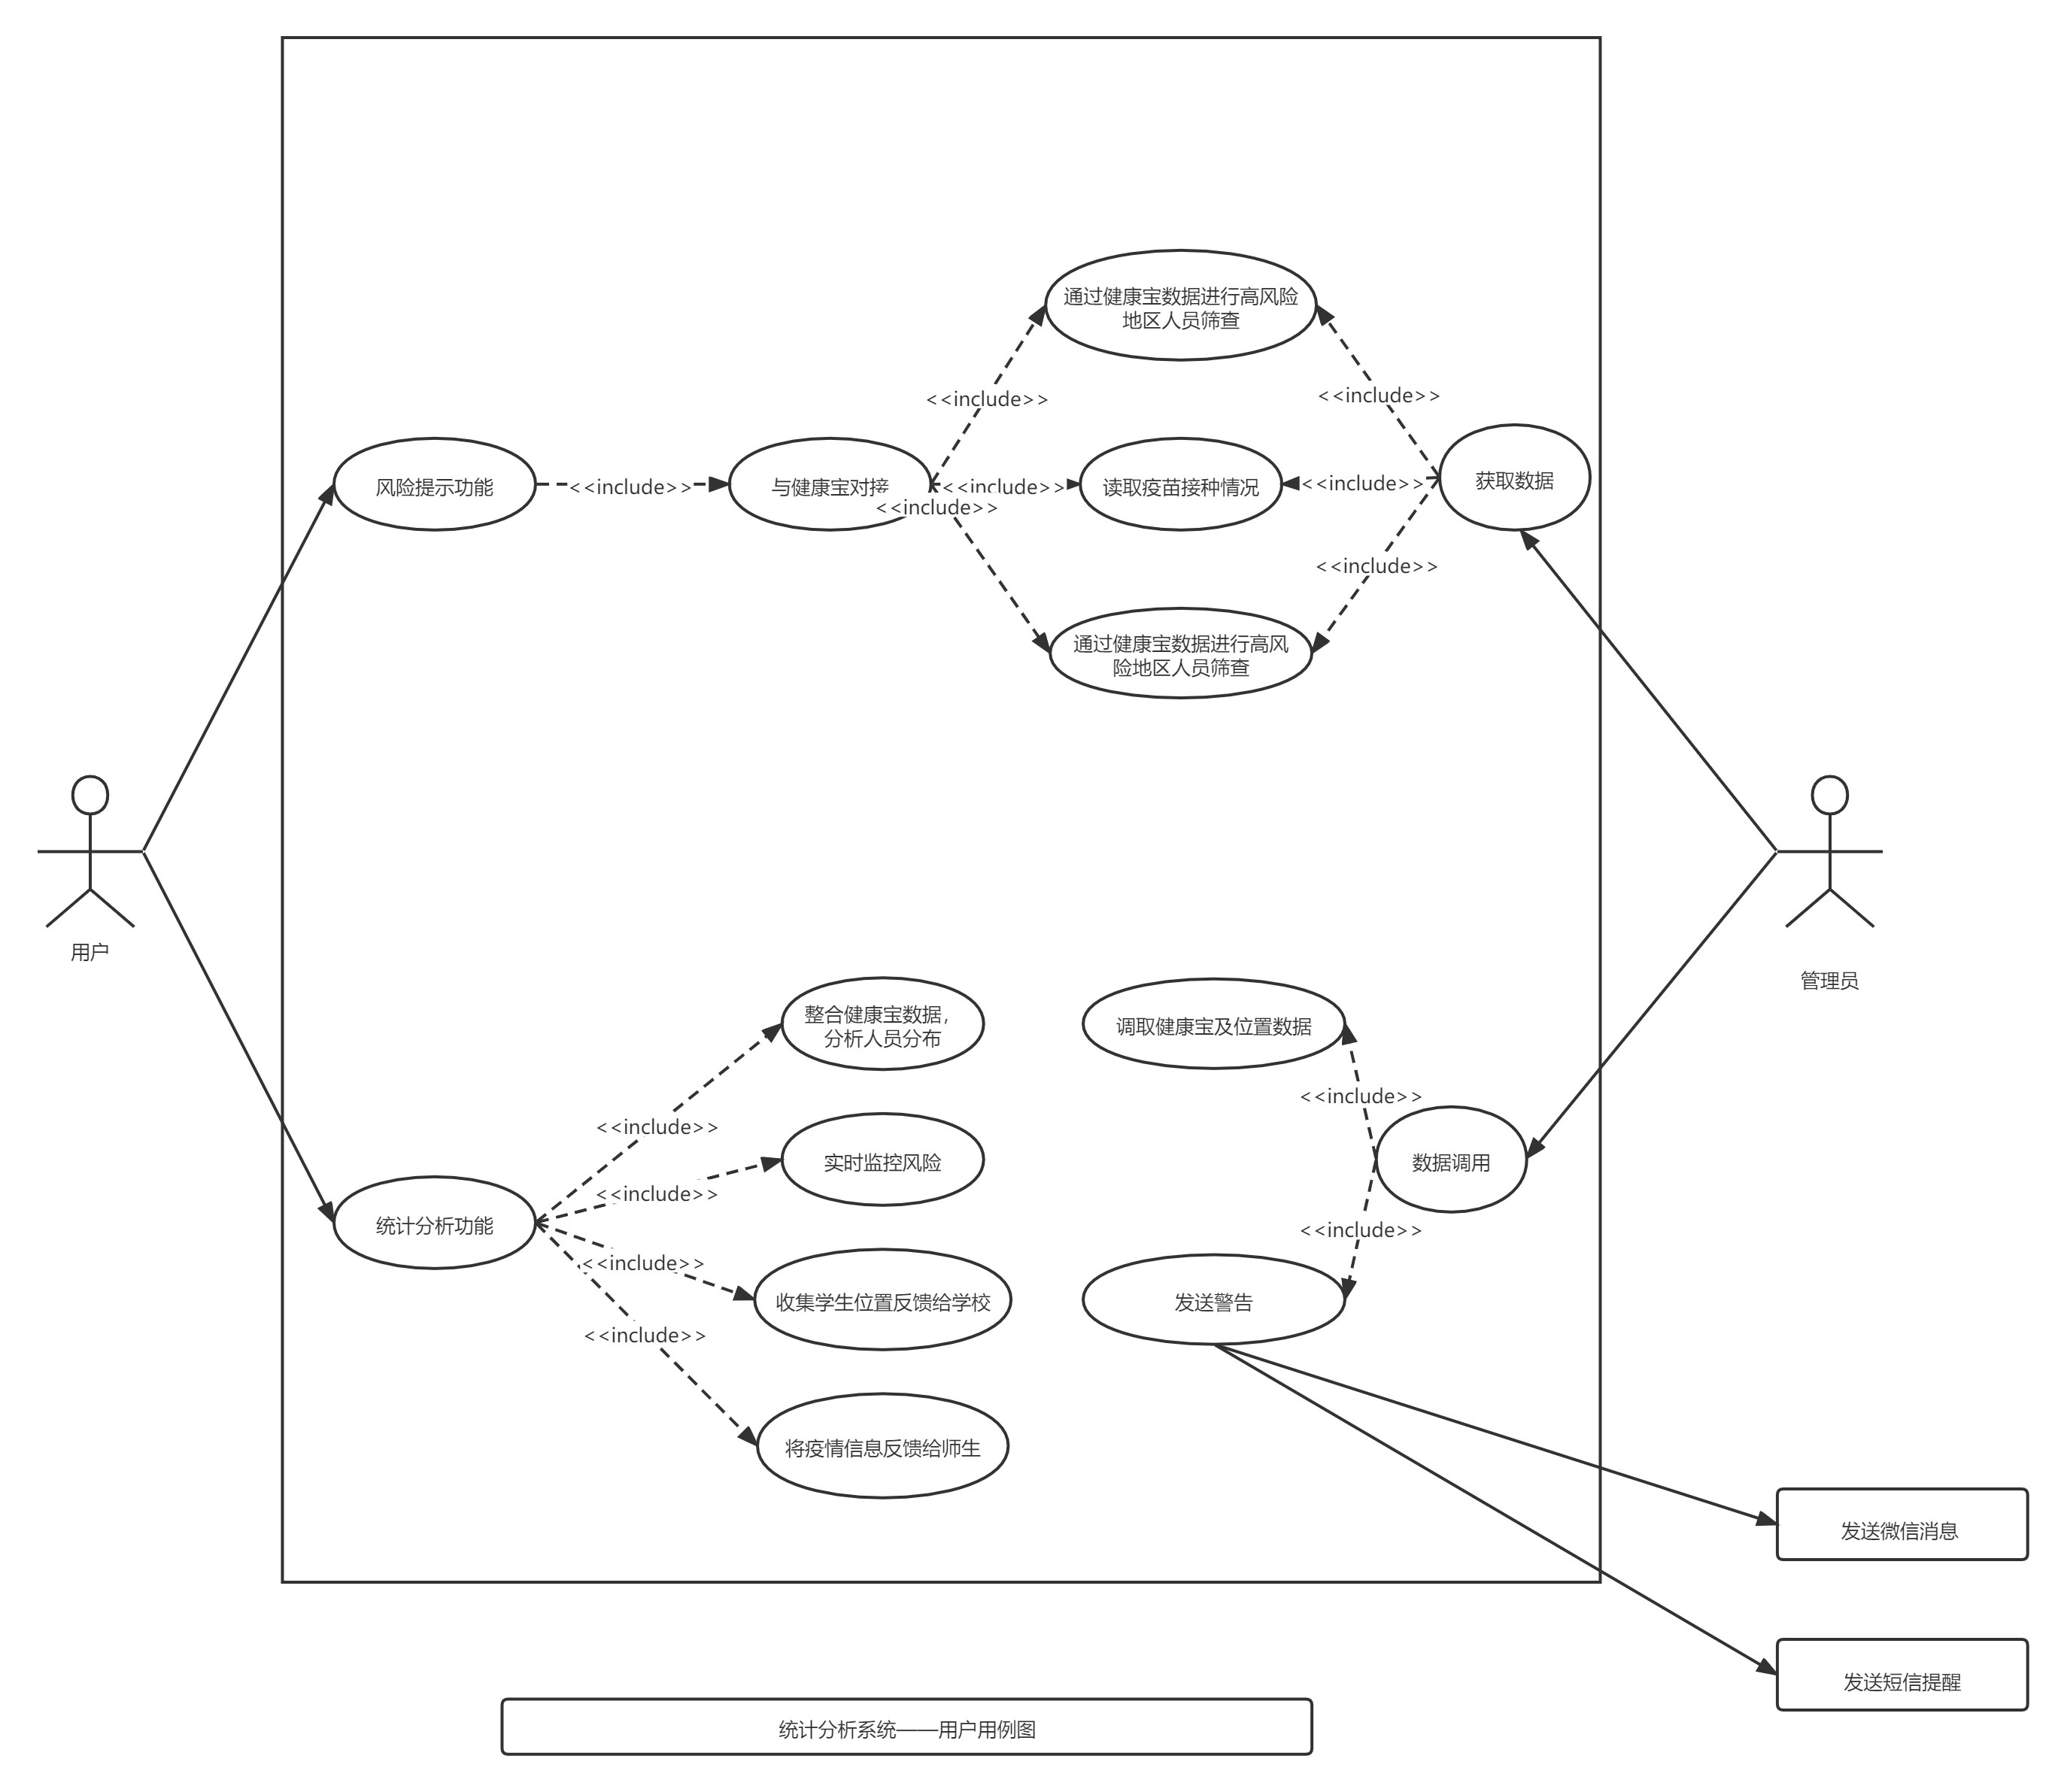 通过健康宝数据进行高风险
地区人员筛查
<<include>>
<<include>>
风险提示功能
<<include>>
与健康宝对接
<<include>>
读取疫苗接种情况
<<include>>
获取数据
<<include>>
<<include>>
通过健康宝数据进行高风
险地区人员筛查
用户
管理员
整合健康宝数据，
分析人员分布
调取健康宝及位置数据
<<include>>
<<include>>
实时监控风险
数据调用
<<include>>
统计分析功能
<<include>>
<<include>>
收集学生位置反馈给学校
发送警告
<<include>>
将疫情信息反馈给师生
发送微信消息
发送短信提醒
统计分析系统——用户用例图